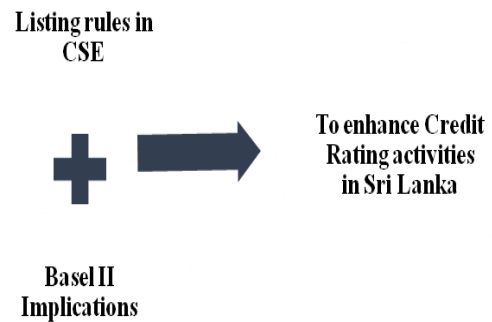 Listing rules in
CSE
To enhance Credit
Rating activities
in Sri Lanka
Basel II
Implications